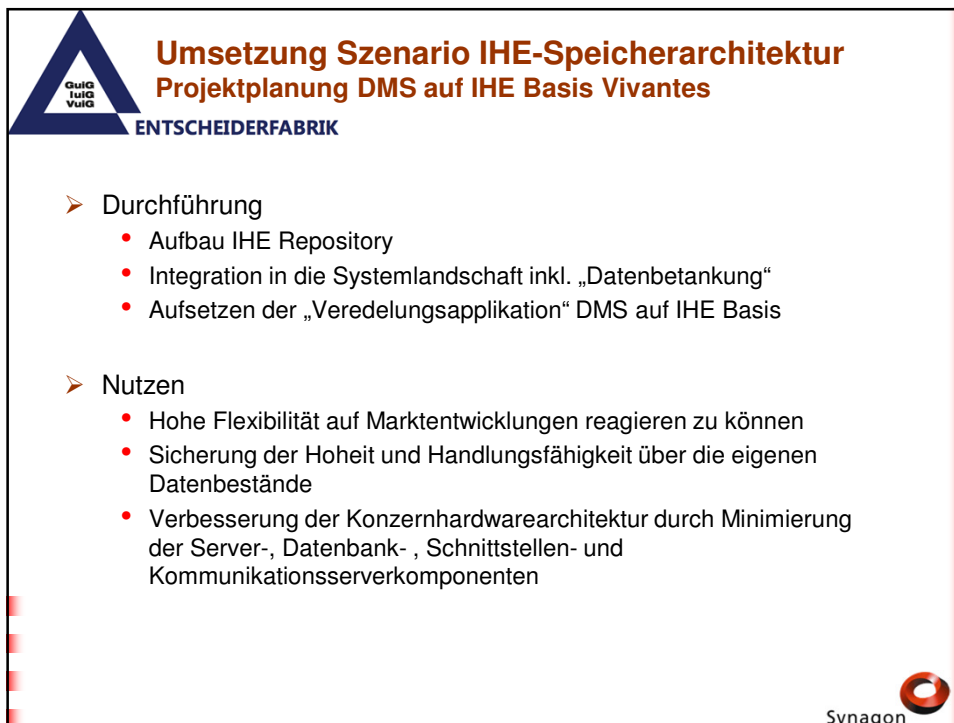 Umsetzung Szenario IHE-Speicherarchitektur
Projektplanung DMS auf IHE Basis Vivantes
GuIG
IuIG
VuIG
ENTSCHEIDERFABRIK
➢ Durchführung
• Aufbau IHE Repository
• Integration in die Systemlandschaft inkl. „Datenbetankung“
• Aufsetzen der „Veredelungsapplikation“ DMS auf IHE Basis
➢ Nutzen
• Hohe Flexibilität auf Marktentwicklungen reagieren zu können
• Sicherung der Hoheit und Handlungsfähigkeit über die eigenen
Datenbestände
• Verbesserung der Konzernhardwarearchitektur durch Minimierung
der Server-, Datenbank- , Schnittstellen- und
Kommunikationsserverkomponenten
Synagon